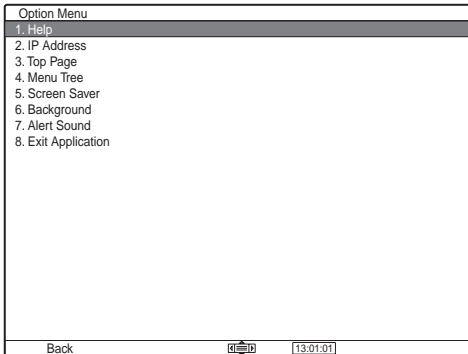 Option Menu
1. Help
2. IP Address
3. Top Page
4. Menu Tree
5. Screen Saver
6. Background
7. Alert Sound
8. Exit Application
Back 13:01:01